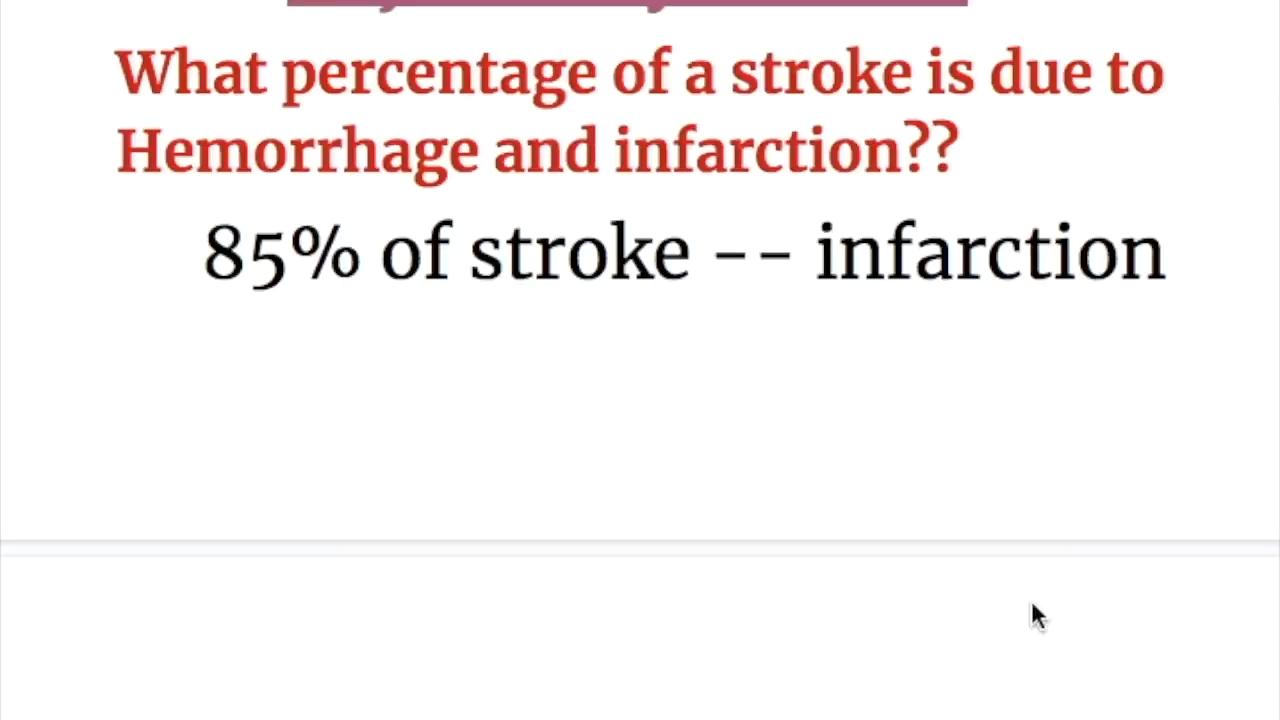 What percentage of a stroke is due to
Hemorrhage and infarction??
85% of stroke -- infarction